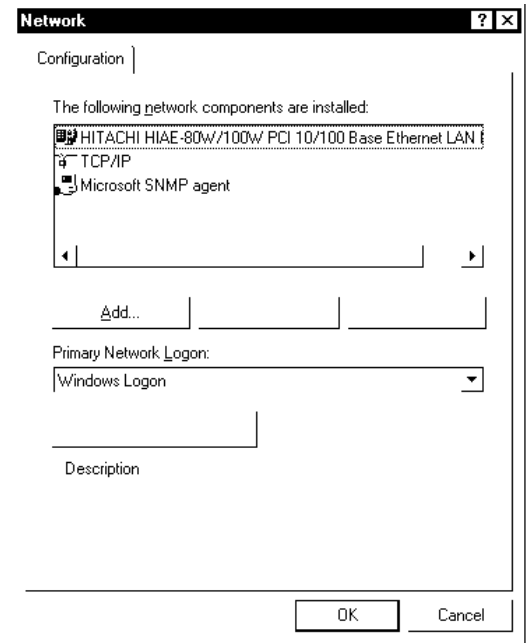 Network
Configuration
The following network components are installed:
HITACHI HIAE-80W/100W PCI 10/100 Base Ethernet LAN
TCP/IP
Microsoft SNMP agent
Add...
Primary Network Logon:
Windows Logon
Description
OK
Cancel